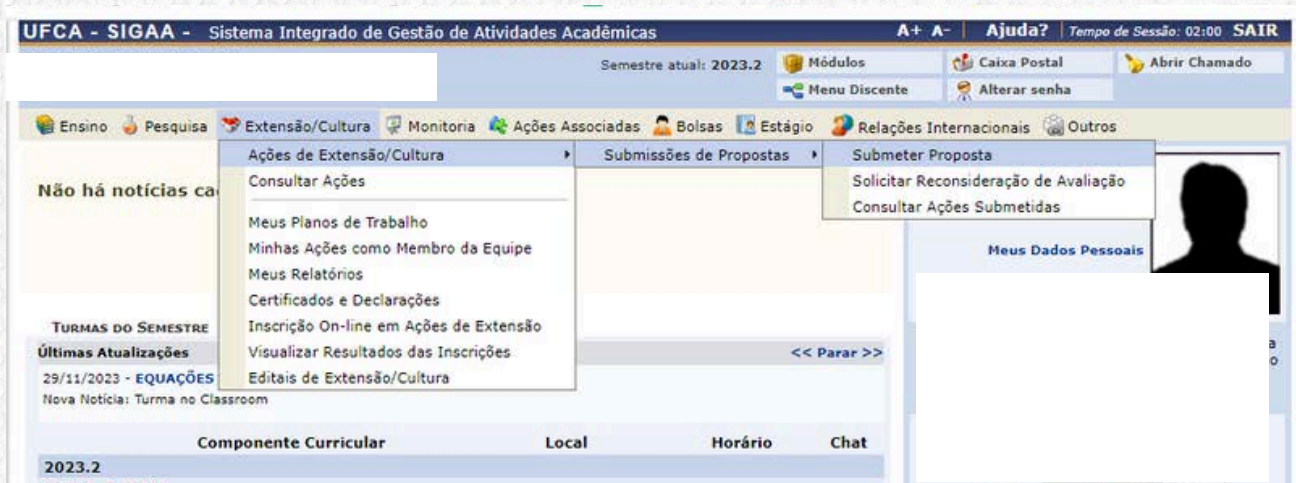 UFCA - SIGAA - Sistema Integrado de Gestão de Atividades Acadêmicas
A+ A- | Ajuda? | Tempo de Sessão: 02:00 SAIR
Semestre atual: 2023.2
Módulos
Caixa Postal
Abrir Chamado
Menu Discente
Alterar senha
Ensino Pesquisa Extensão/Cultura Monitoria Ações Associadas Bolsas Estágio Relações Internacionais Outros
Ações de Extensão/Cultura
Submissões de Propostas
Submeter Proposta
Consultar Ações
Solicitar Reconsideração de Avaliação
Consultar Ações Submetidas
Não há notícias ca
Meus Planos de Trabalho
Minhas Ações como Membro da Equipe
Meus Relatórios
Certificados e Declarações
Inscrição On-line em Ações de Extensão
Visualizar Resultados das Inscrições
Editais de Extensão/Cultura
Meus Dados Pessoais
TURMAS DO SEMESTRE
Últimas Atualizações
<< Parar >>
29/11/2023 - EQUAÇÕES
Nova Notícia: Turma no Classroom
a
o
Componente Curricular Local Horário Chat
2023.2